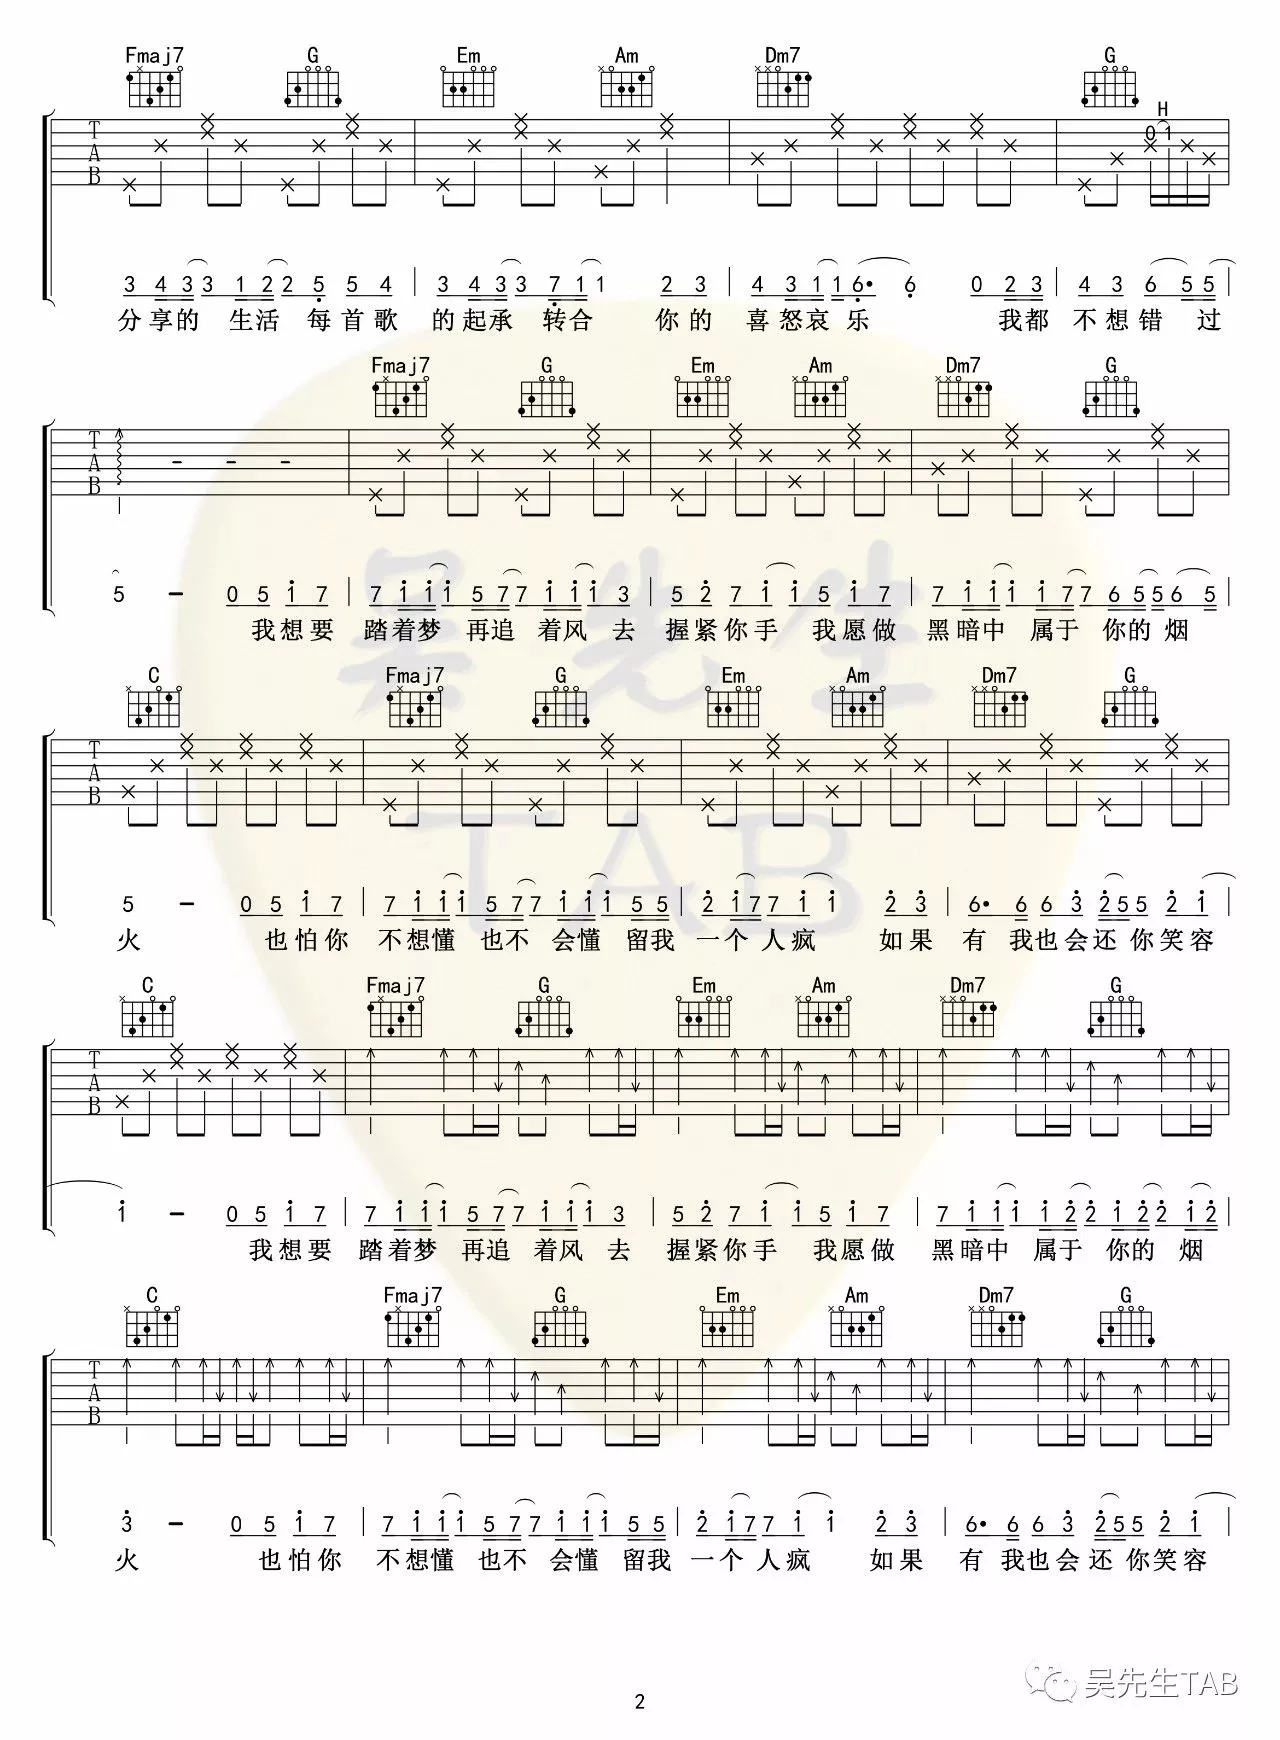 Fmaj7 G Em Am Dm7 G
H
0 1
T
A
B
3 4 3 3 1 2 2 5 5 4 3 4 3 3 7 1 1 2 3 4 3 1 1 6• 6 0 2 3 4 3 6 5 5
分享的 生活 每首歌 的起承 转合 你的 喜怒哀乐 我都 不想错过
Fmaj7 G Em Am Dm7 G
T
A
B
5 – 0 5 1 7 7 1 1 1 5 7 7 1 1 1 3 5 2 7 1 1 5 1 7 7 1 1 1 1 7 7 6 5 5 6 5
我想要 踏着梦 再追 着风 去 握紧你手 我愿做 黑暗中 属于 你的烟
C Fmaj7 G Em Am Dm7 G
T
A
B
5 – 0 5 1 7 7 1 1 1 5 7 7 1 1 1 5 5 2 1 7 7 1 1 2 3 6• 6 6 3 2 5 5 2 1
火 也怕你 不想懂 也不 会懂 留我 一个人疯 如果 有 我也会还 你笑容
C Fmaj7 G Em Am Dm7 G
T
A
B
1 – 0 5 1 7 7 1 1 1 5 7 7 1 1 1 3 5 2 7 1 1 5 1 7 7 1 1 1 1 2 2 1 2 2 1 2
我想要 踏着梦 再追 着风 去 握紧你手 我愿做 黑暗中 属于 你的烟
C Fmaj7 G Em Am Dm7 G
T
A
B
3 – 0 5 1 7 7 1 1 1 5 7 7 1 1 1 5 5 2 1 7 7 1 1 2 3 6• 6 6 3 2 5 5 2 1
火 也怕你 不想懂 也不 会懂 留我 一个人疯 如果 有 我也会还 你笑容
吴先生
TAB
吴先生TAB
2